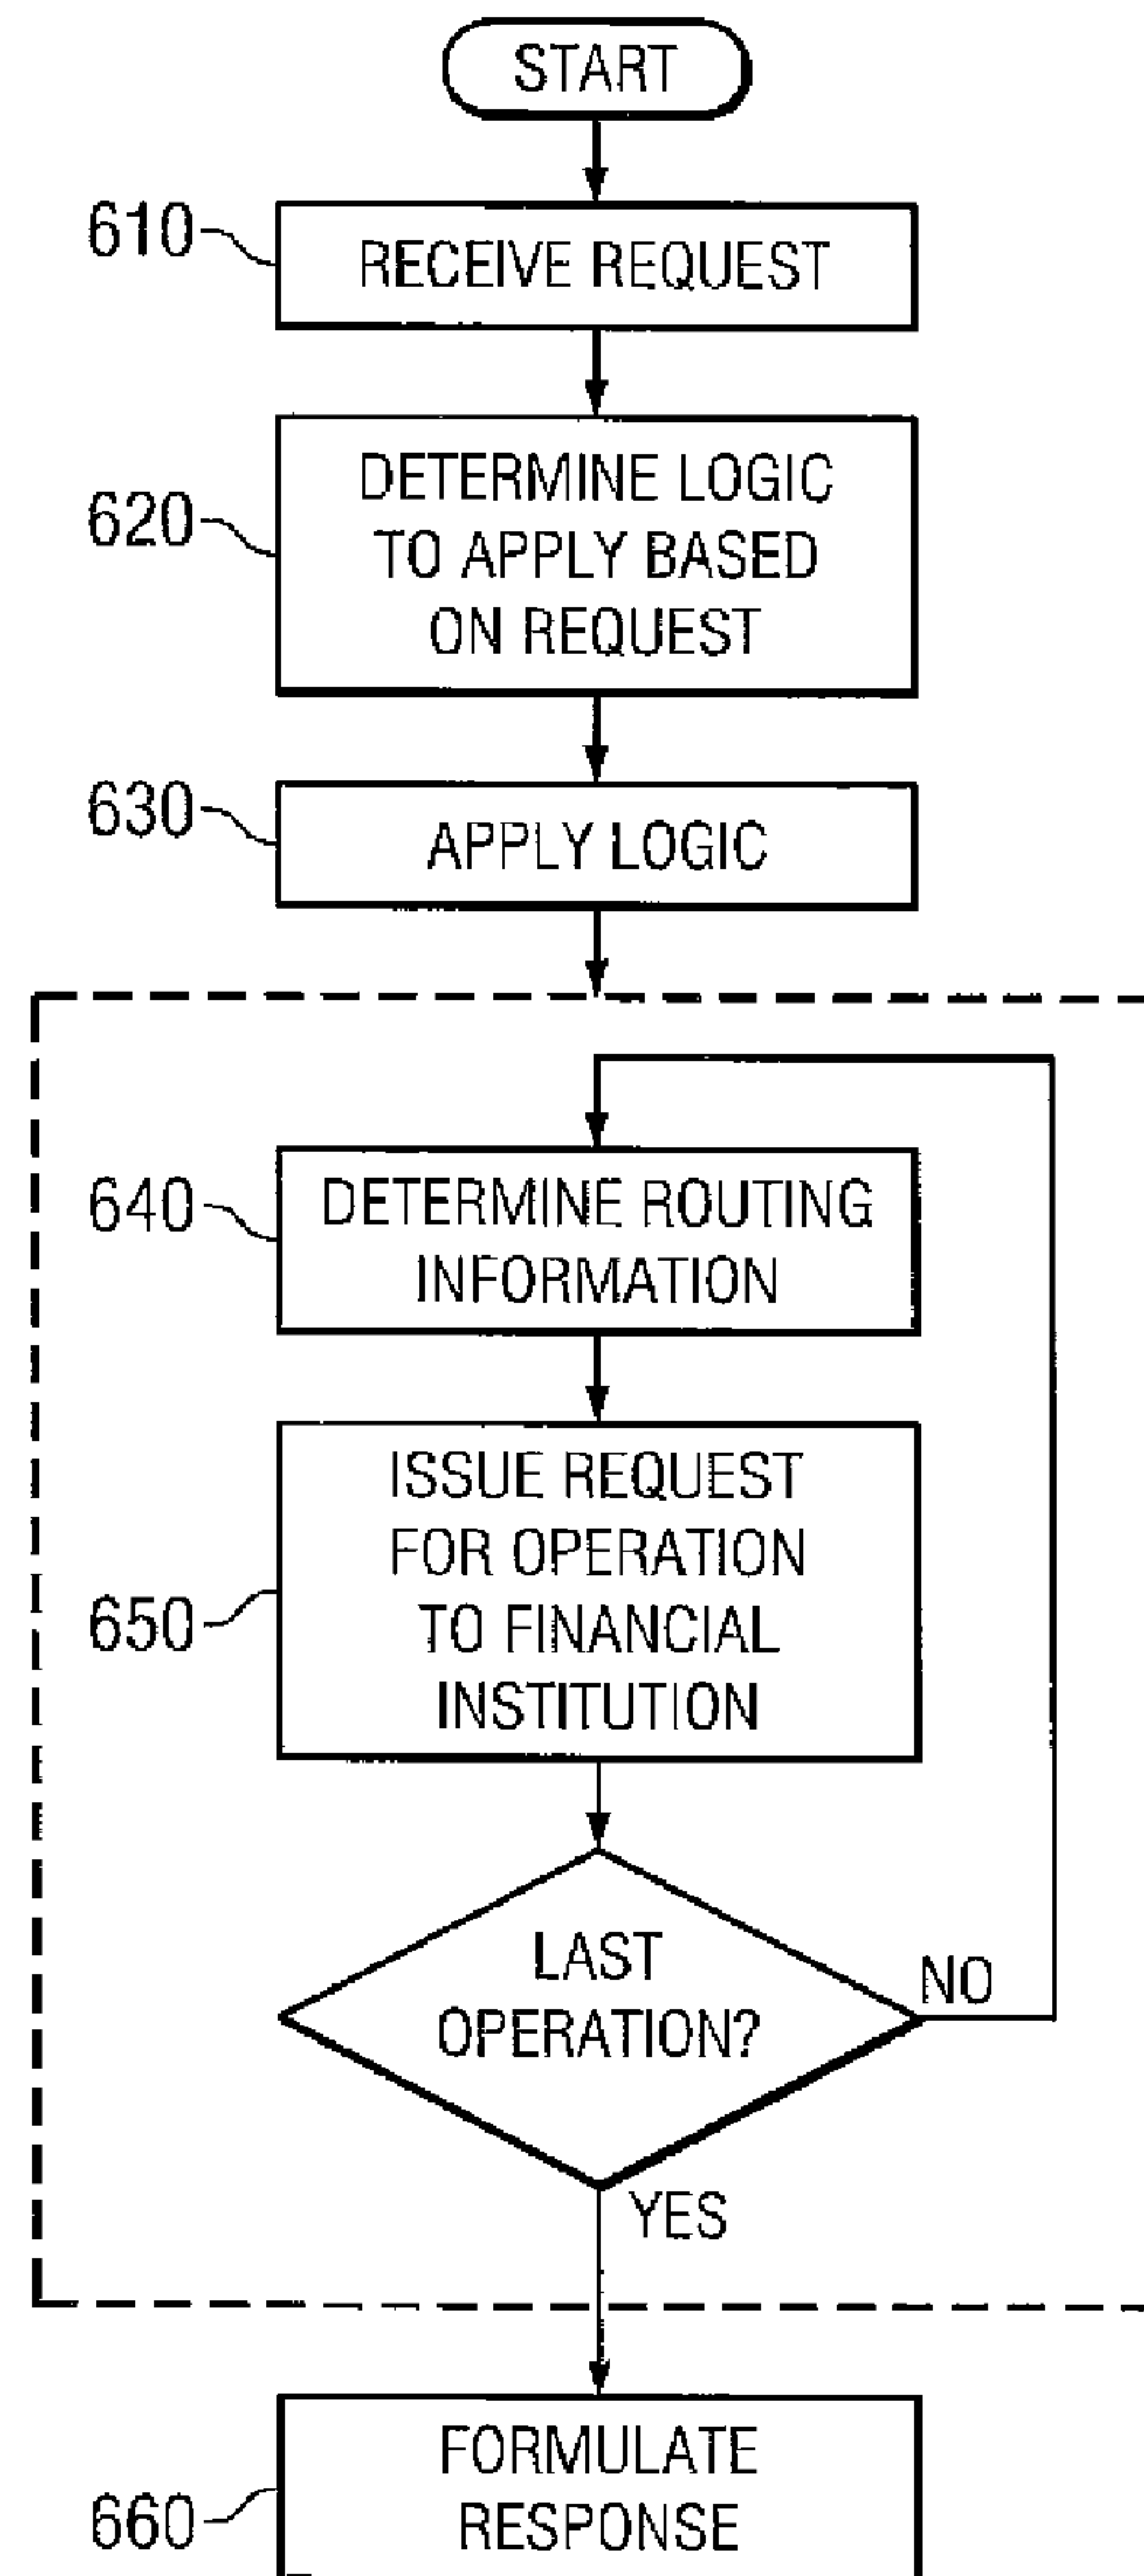 START
610
RECEIVE REQUEST
620
DETERMINE LOGIC
TO APPLY BASED
ON REQUEST
630
APPLY LOGIC
640
DETERMINE ROUTING
INFORMATION
650
ISSUE REQUEST
FOR OPERATION
TO FINANCIAL
INSTITUTION
LAST
OPERATION?
NO
YES
660
FORMULATE
RESPONSE